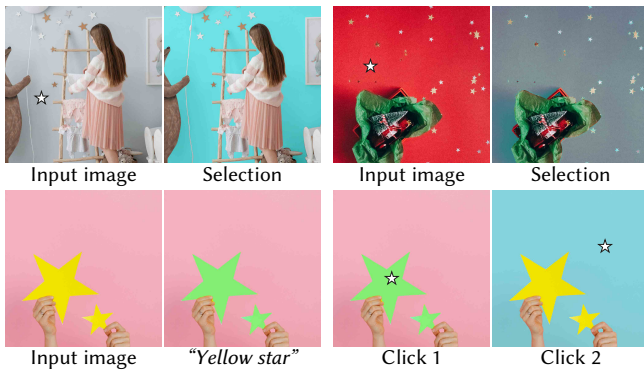 Input image
Selection
Input image
Selection
Input image
"Yellow star"
Click 1
Click 2